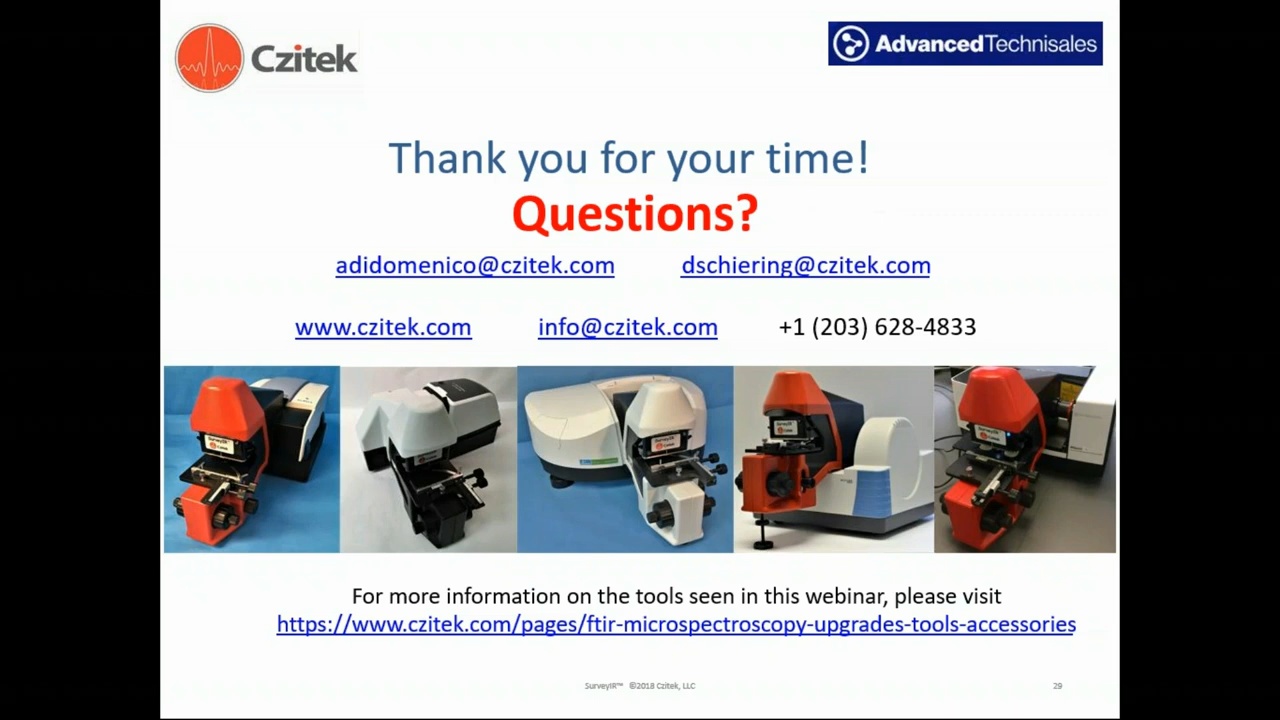 Czitek
AdvancedTechnisales
Thank you for your time!
Questions?
adidomenico@czitek.com dschiering@czitek.com
www.czitek.com info@czitek.com +1 (203) 628-4833
SurveyIR
For more information on the tools seen in this webinar, please visit
https://www.czitek.com/pages/ftir-microspectroscopy-upgrades-tools-accessories
SurveyIR™ ©2018 Czitek, LLC
29